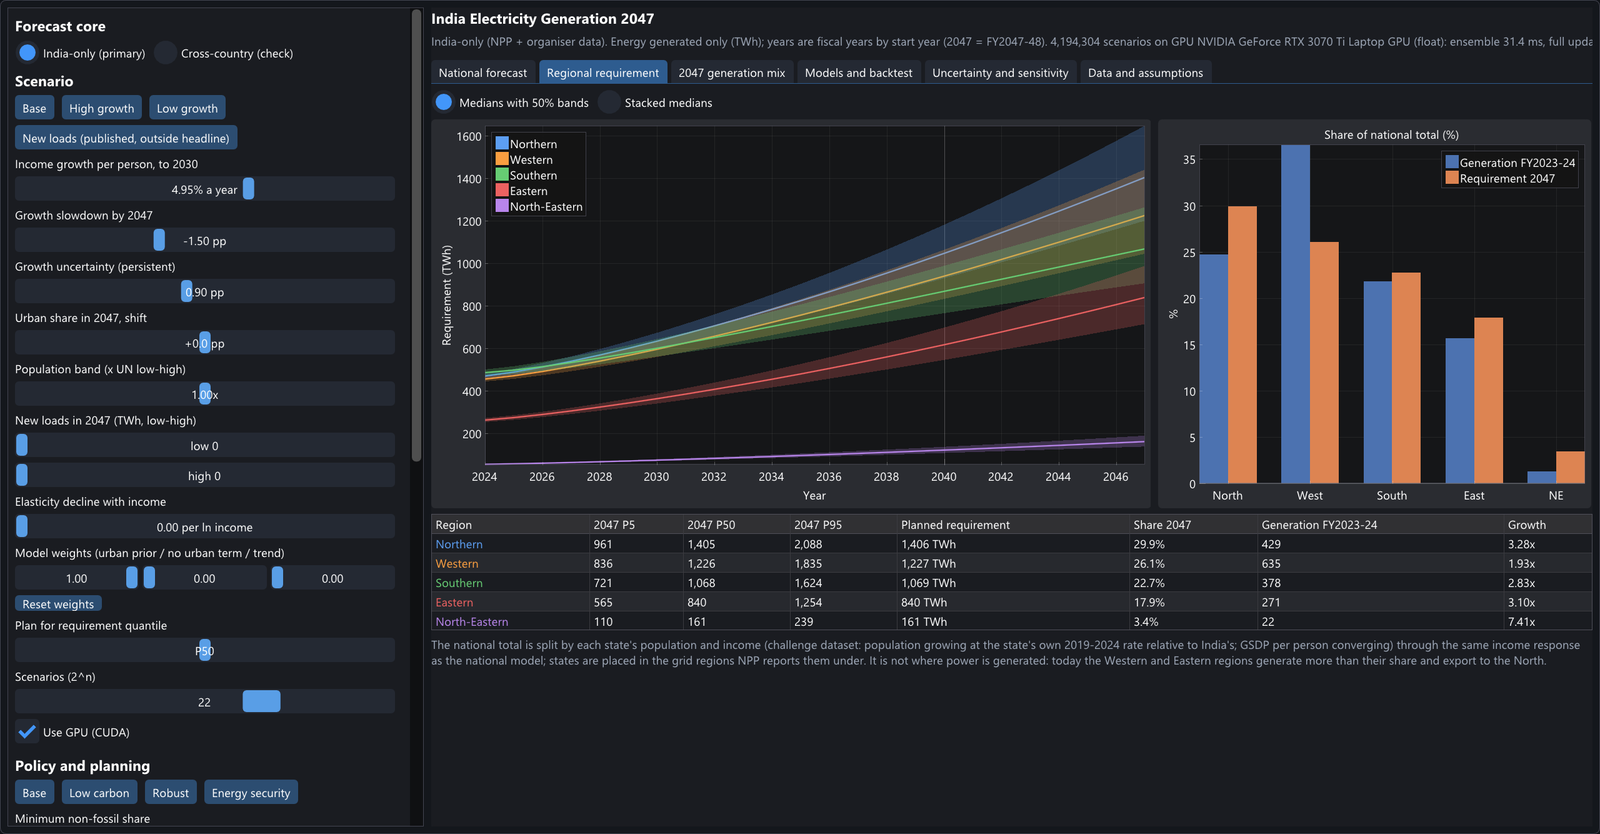 Forecast core
India-only (primary)
Cross-country (check)
Scenario
Base
High growth
Low growth
New loads (published, outside headline)
Income growth per person, to 2030
4.95% a year
Growth slowdown by 2047
-1.50 pp
Growth uncertainty (persistent)
0.90 pp
Urban share in 2047, shift
+0.0 pp
Population band (x UN low-high)
1.00x
New loads in 2047 (TWh, low-high)
low 0
high 0
Elasticity decline with income
0.00 per ln income
Model weights (urban prior / no urban term / trend)
1.00 0.00 0.00
Reset weights
Plan for requirement quantile
P50
Scenarios (2^n)
22
Use GPU (CUDA)
Policy and planning
Base
Low carbon
Robust
Energy security
Minimum non-fossil share
India Electricity Generation 2047
India-only (NPP + organiser data). Energy generated only (TWh); years are fiscal years by start year (2047 = FY2047-48). 4,194,304 scenarios on GPU NVIDIA GeForce RTX 3070 Ti Laptop GPU (float): ensemble 31.4 ms, full upda
National forecast
Regional requirement
2047 generation mix
Models and backtest
Uncertainty and sensitivity
Data and assumptions
Medians with 50% bands
Stacked medians
Requirement (TWh)
1600
1400
1200
1000
800
600
400
200
Northern
Western
Southern
Eastern
North-Eastern
2024 2026 2028 2030 2032 2034 2036 2038 2040 2042 2044 2046
Year
Share of national total (%)
%
35
30
25
20
15
10
5
0
Generation FY2023-24
Requirement 2047
North West South East NE
Region 2047 P5 2047 P50 2047 P95 Planned requirement Share 2047 Generation FY2023-24 Growth
Northern 961 1,405 2,088 1,406 TWh 29.9% 429 3.28x
Western 836 1,226 1,835 1,227 TWh 26.1% 635 1.93x
Southern 721 1,068 1,624 1,069 TWh 22.7% 378 2.83x
Eastern 565 840 1,254 840 TWh 17.9% 271 3.10x
North-Eastern 110 161 239 161 TWh 3.4% 22 7.41x
The national total is split by each state's population and income (challenge dataset: population growing at the state's own 2019-2024 rate relative to India's; GSDP per person converging) through the same income response
as the national model; states are placed in the grid regions NPP reports them under. It is not where power is generated: today the Western and Eastern regions generate more than their share and export to the North.